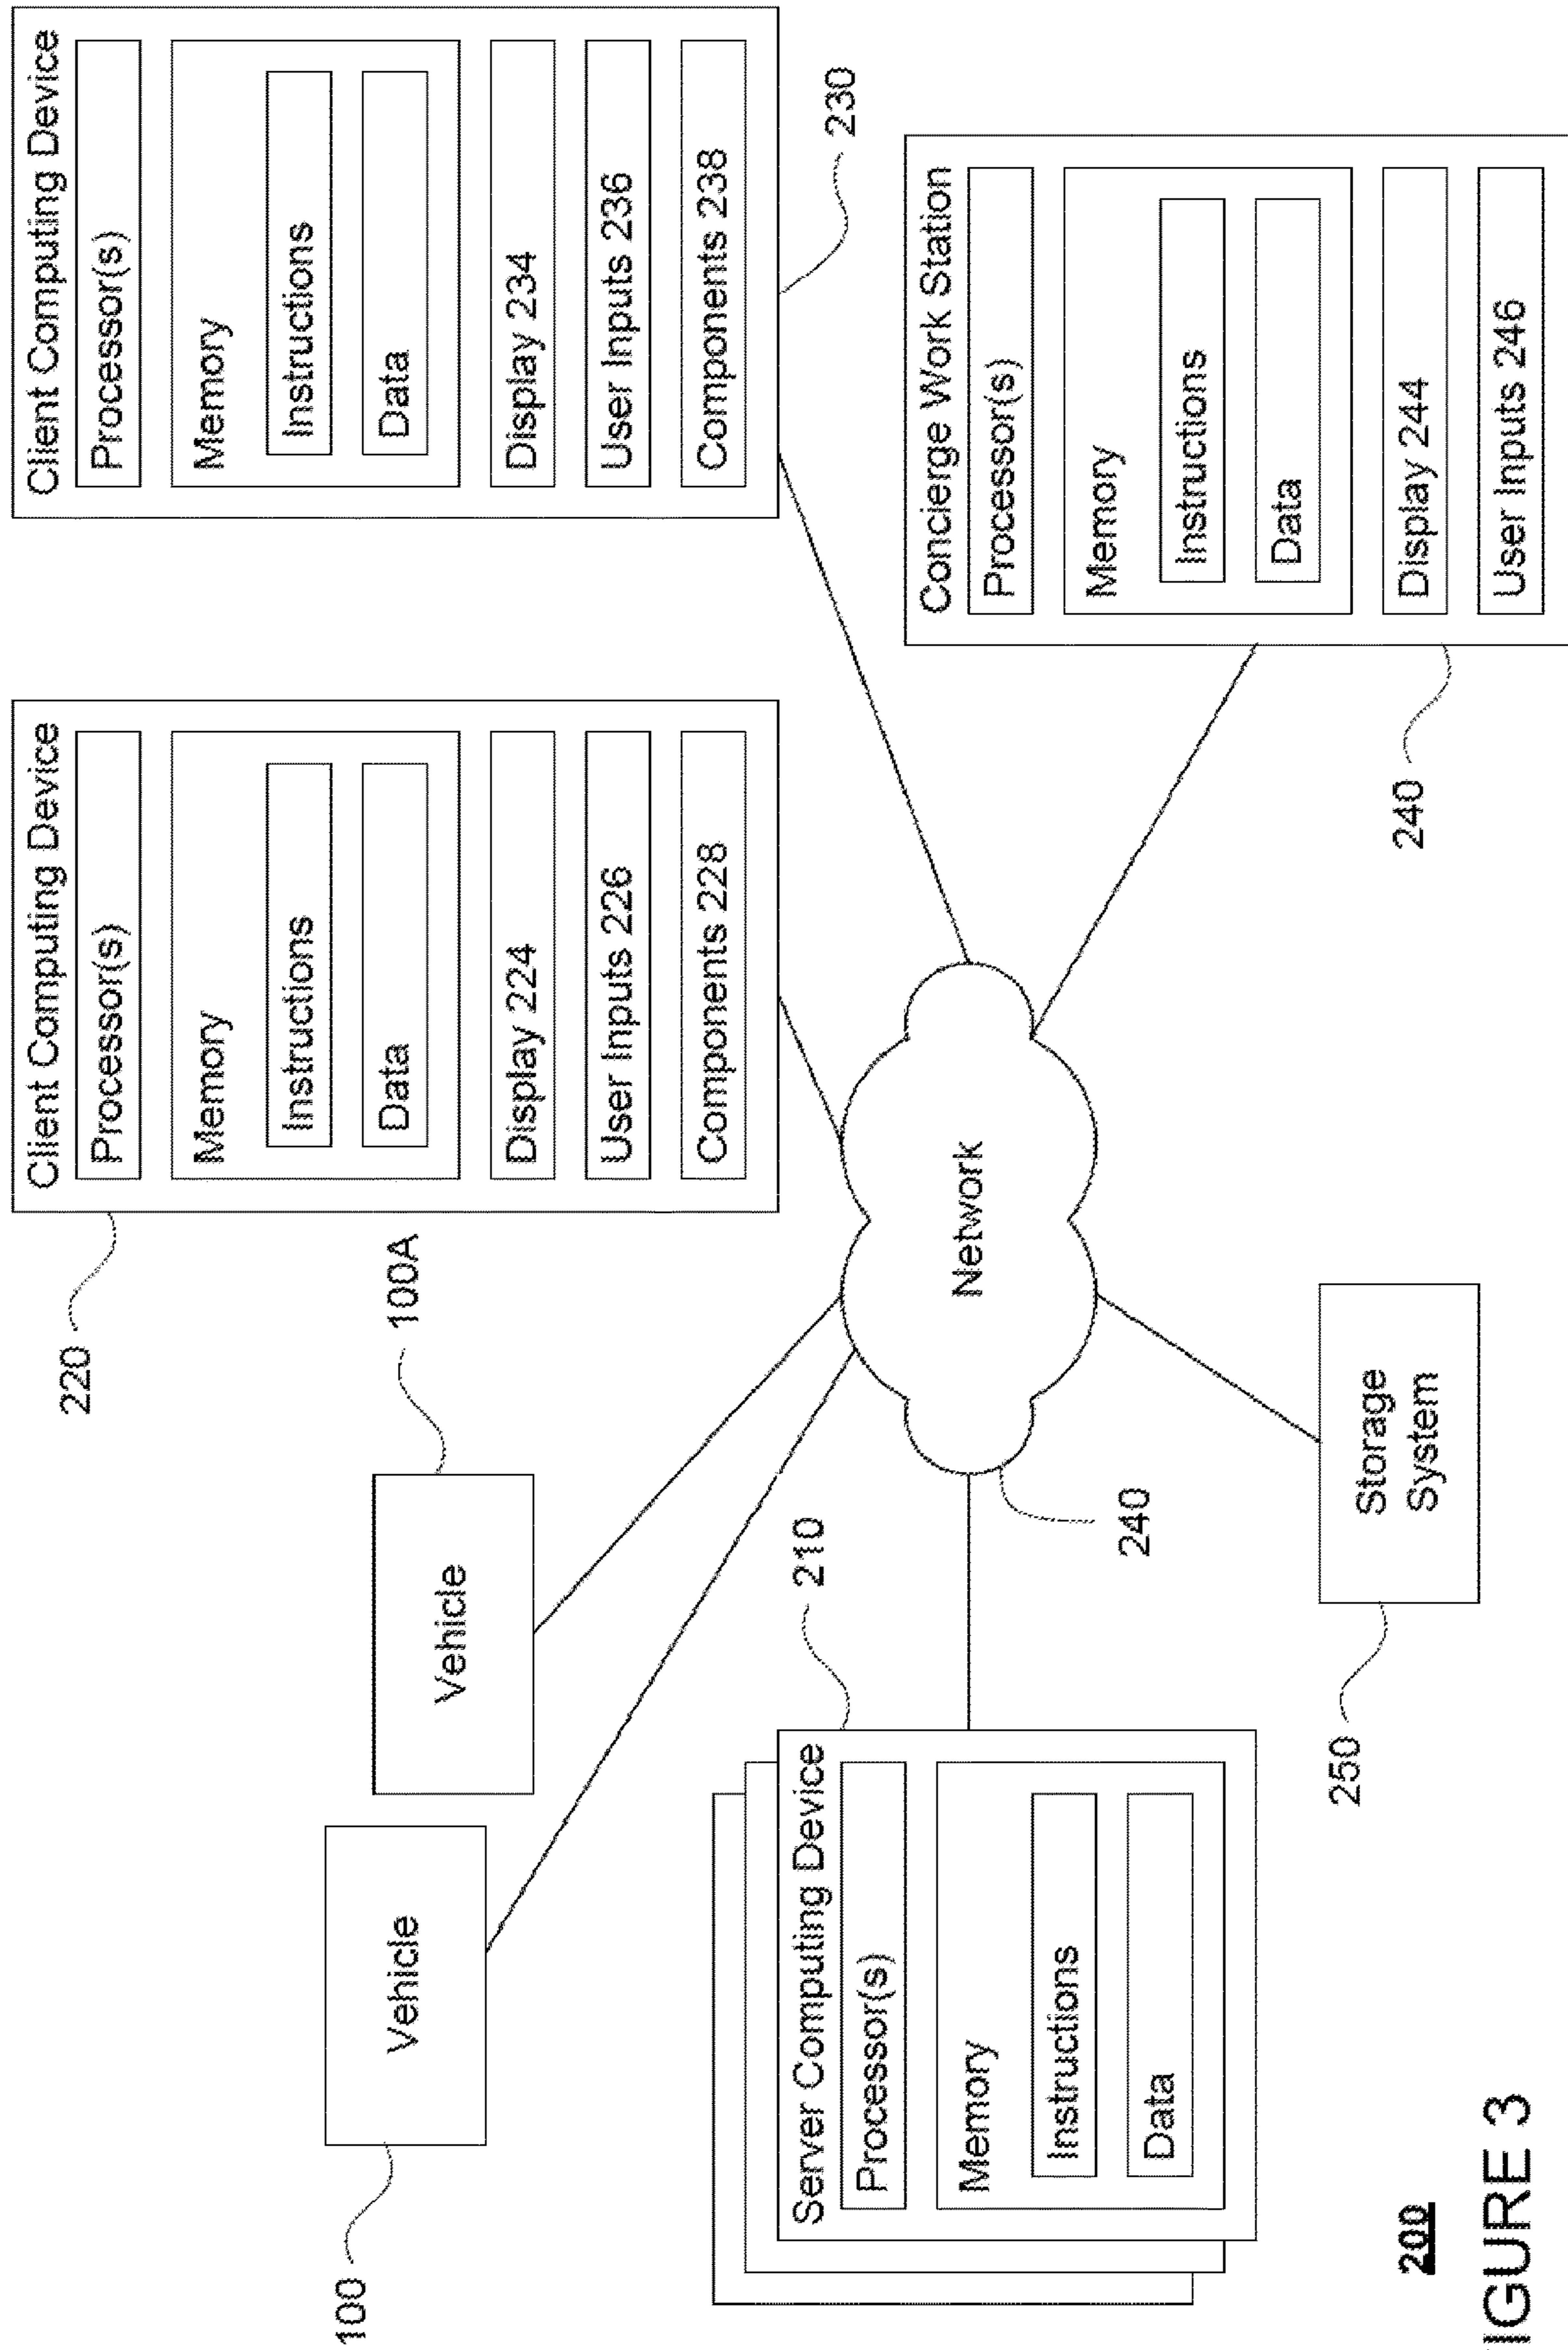 100
Vehicle
100A
Vehicle
220
Client Computing Device
Processor(s)
Memory
Instructions
Data
Display 224
User Inputs 226
Components 228
Client Computing Device
Processor(s)
Memory
Instructions
Data
Display 234
User Inputs 236
Components 238
230
210
Server Computing Device
Processor(s)
Memory
Instructions
Data
Network
240
Concierge Work Station
Processor(s)
Memory
Instructions
Data
Display 244
User Inputs 246
240
250
Storage
System
200
IGURE 3